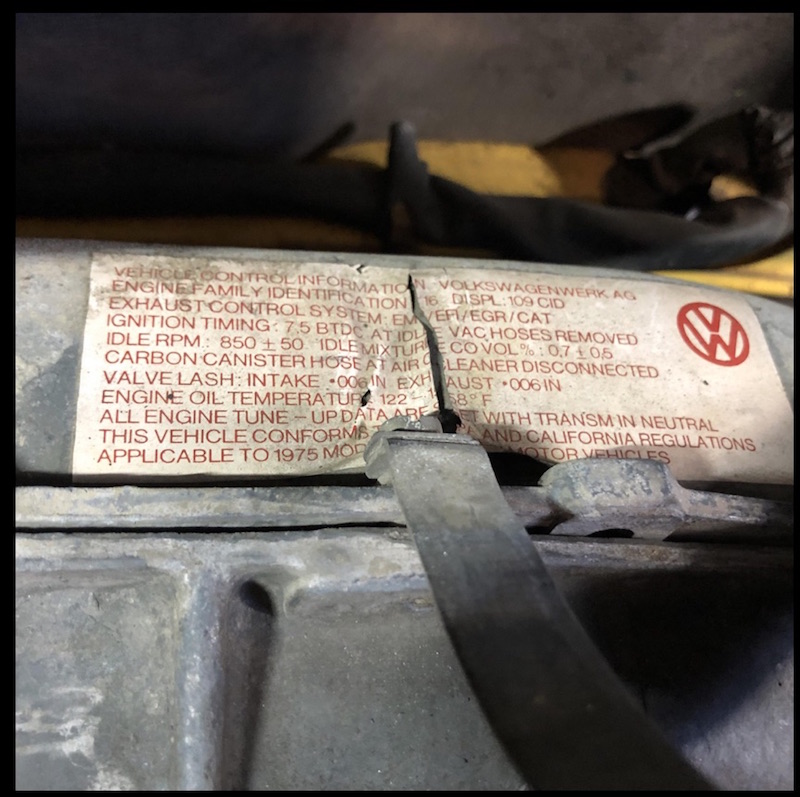 VEHICLE CONTROL INFORMATION VOLKSWAGENWERK AG
ENGINE FAMILY IDENTIFICATION 16 DISPL: 109 CID
EXHAUST CONTROL SYSTEM: EM/EFI/EGR/CAT
IGNITION TIMING: 7.5 BTDC AT IDLE VAC HOSES REMOVED
IDLE RPM: 850 ± 50 IDLE MIXTURE CO VOL %: 0,7 ± 0,5
CARBON CANISTER HOSE AT AIR CLEANER DISCONNECTED
VALVE LASH: INTAKE •006 IN EXHAUST •006 IN
ENGINE OIL TEMPERATUR 122 - 58° F
ALL ENGINE TUNE - UP DATA ARE SET WITH TRANSM IN NEUTRAL
THIS VEHICLE CONFORMS AND CALIFORNIA REGULATIONS
APPLICABLE TO 1975 MOD MOTOR VEHICLES
VW